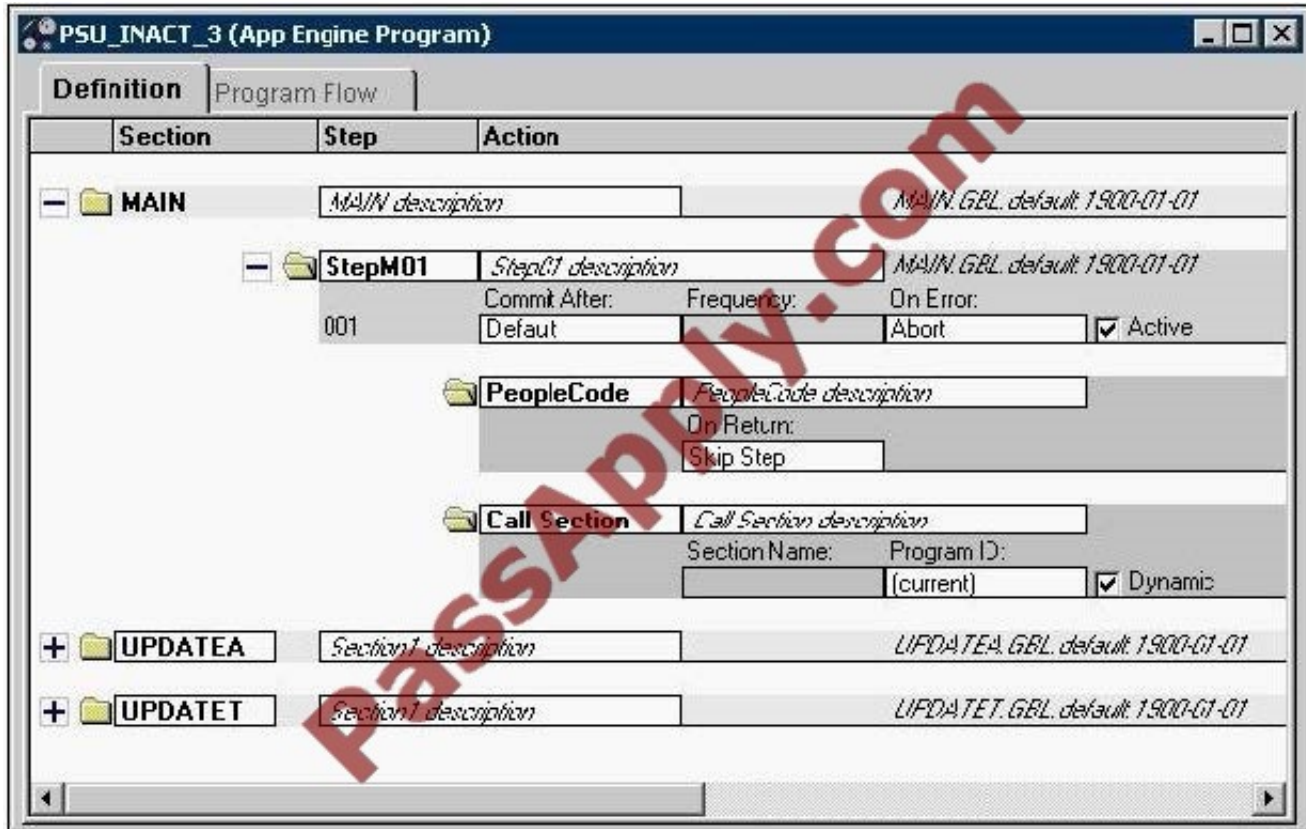 PSU_INACT_3 (App Engine Program)
Definition Program Flow
Section Step Action
MAIN MAIN description MAIN.GBL.default.1900-01-01
StepM01 Step01 description MAIN.GBL.default.1900-01-01
Commit After: Frequency: On Error:
001 Defaut Abort Active
PeopleCode PeopleCode description
On Return:
Skip Step
Call Section Call Section description
Section Name: Program ID:
(current) Dynamic
UPDATEA Section1 description UPDATEA.GBL.default.1900-01-01
UPDATET Section1 description UPDATET.GBL.default.1900-01-01
PassApply.com